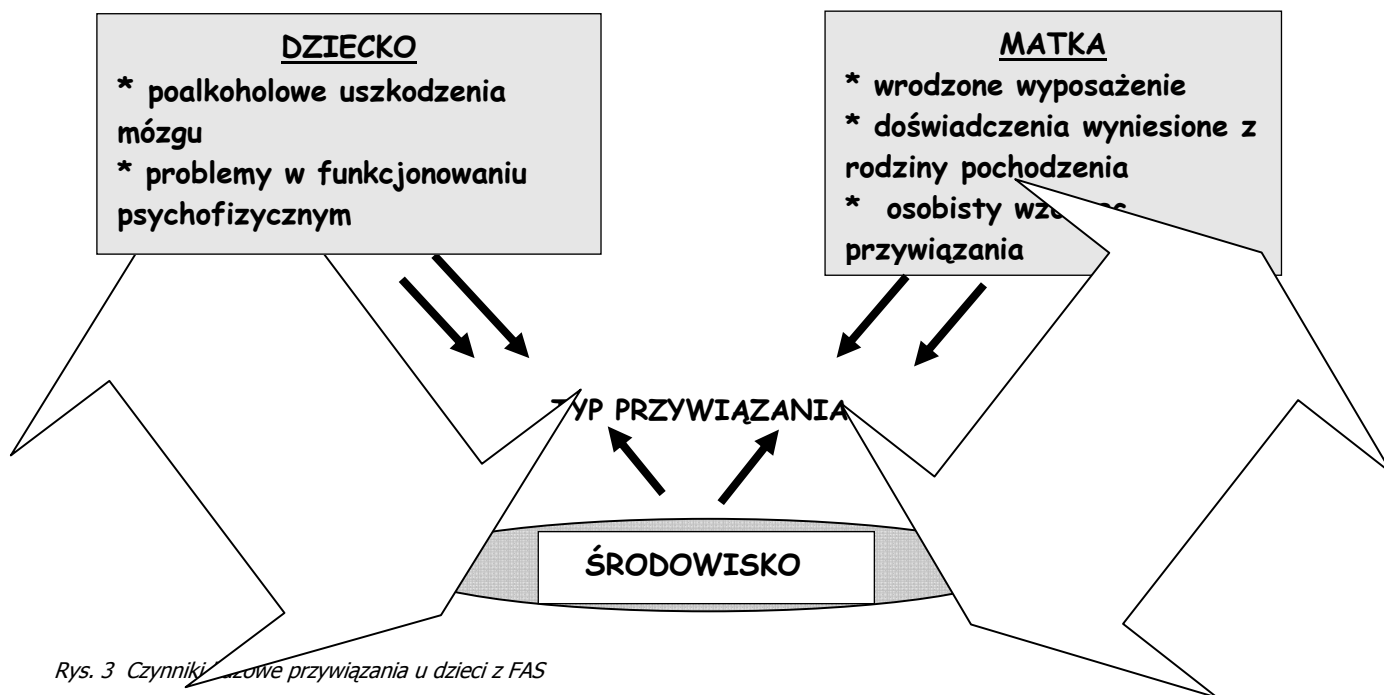 DZIECKO
* poalkoholowe uszkodzenia
mózgu
* problemy w funkcjonowaniu
psychofizycznym
MATKA
* wrodzone wyposażenie
* doświadczenia wyniesione z
rodziny pochodzenia
* osobisty
przywiązania
TYP PRZYWIĄZANIA
ŚRODOWISKO
Rys. 3 Czynniki przywiązania u dzieci z FAS